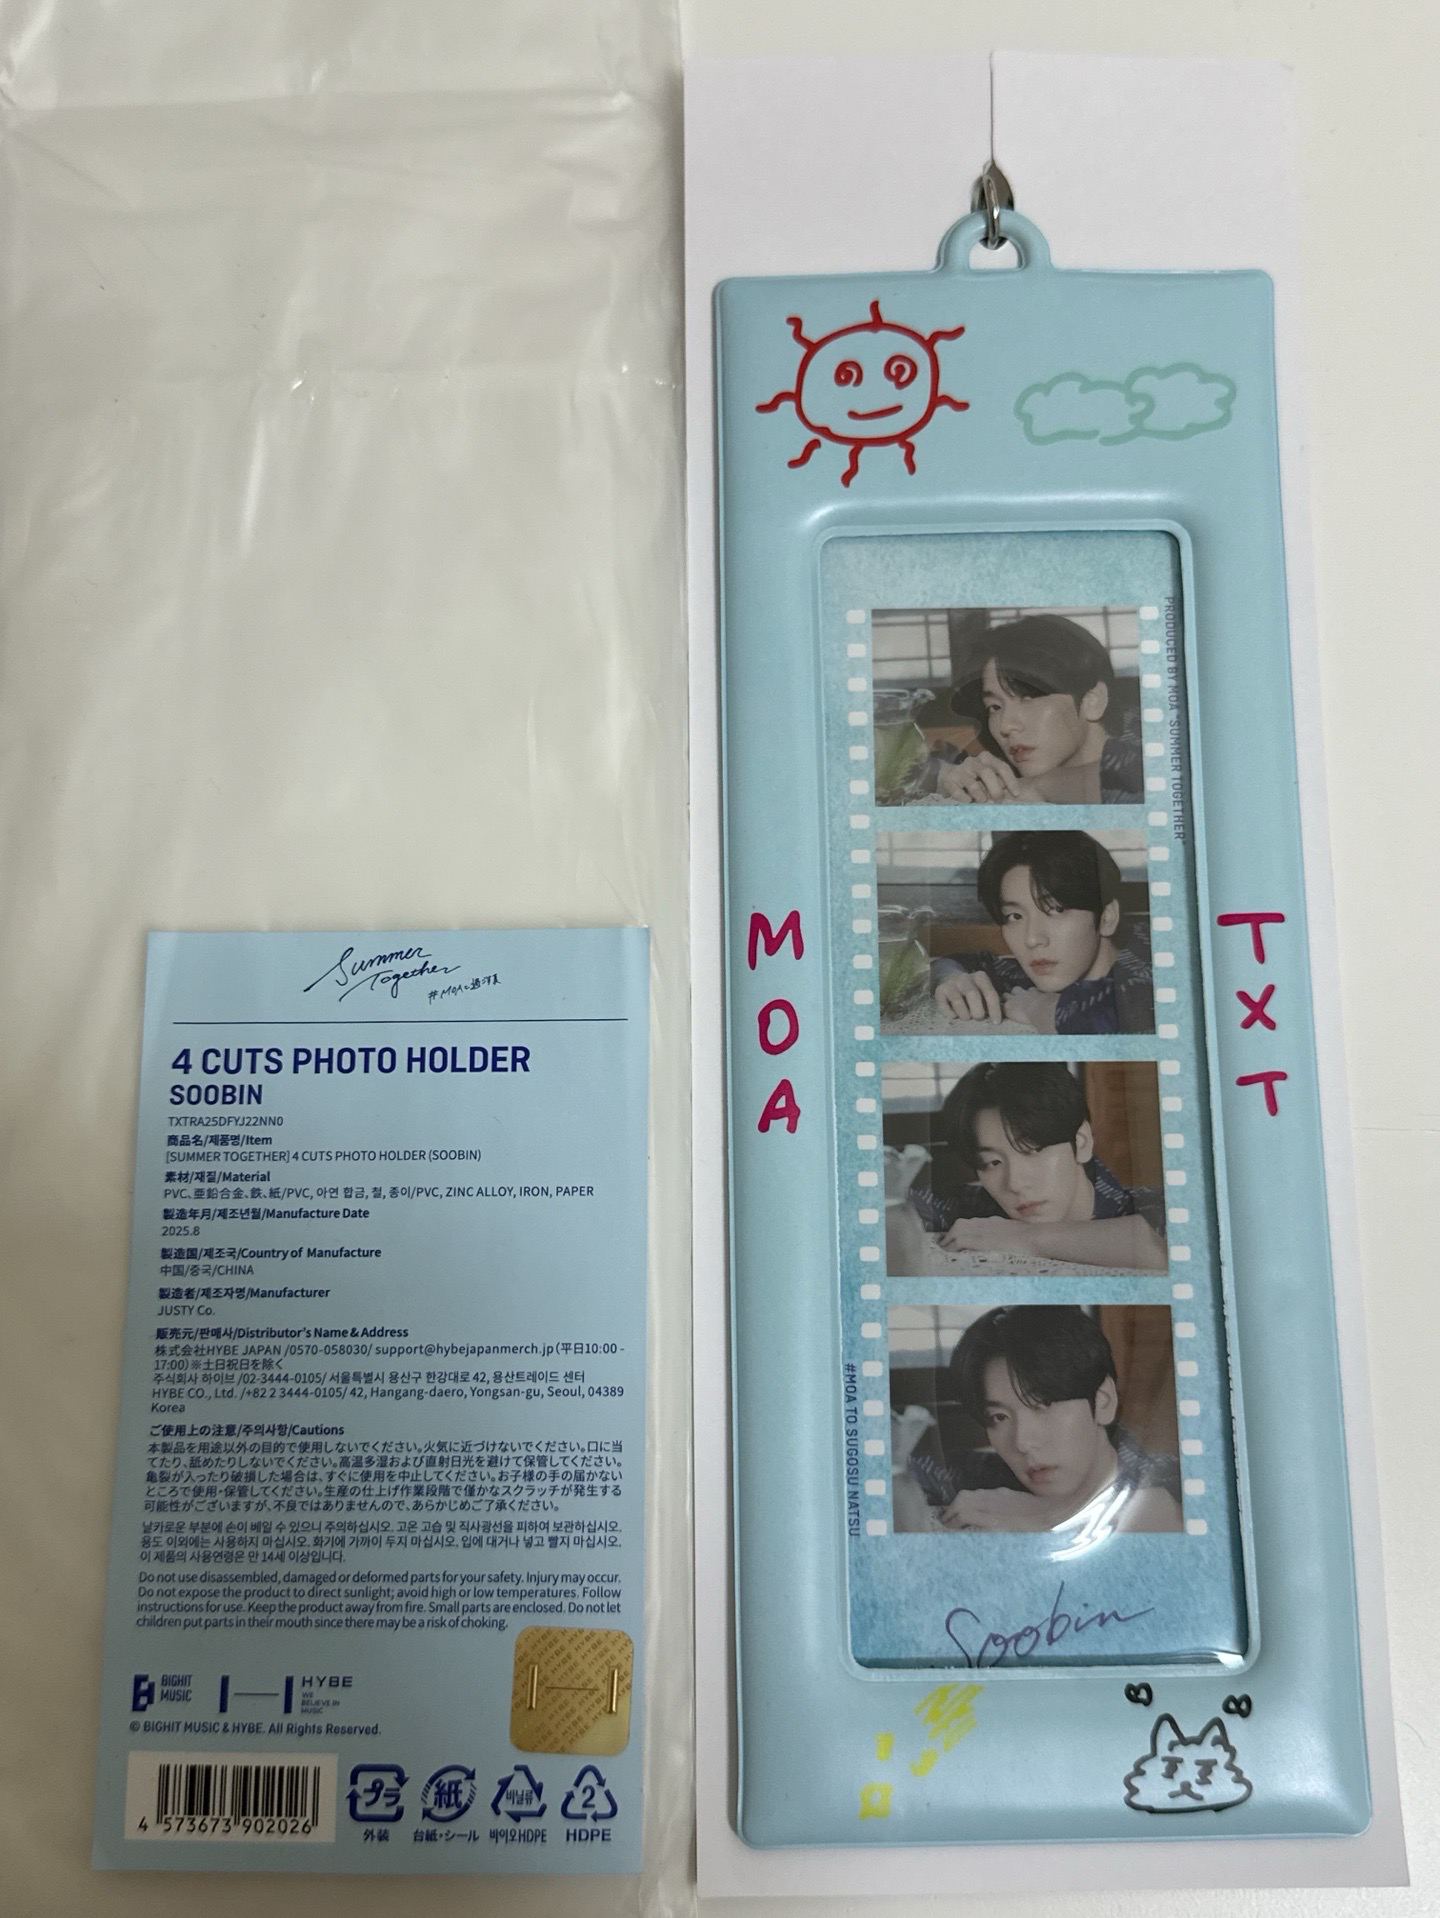 Summer
Together
#MOAと過ごす夏
4 CUTS PHOTO HOLDER
SOOBIN
TXTRA25DFYJ22NN0
商品名/제품명/Item
[SUMMER TOGETHER] 4 CUTS PHOTO HOLDER (SOOBIN)
素材/재질/Material
PVC、亜鉛合金、鉄、紙/PVC, 아연 합금, 철, 종이/PVC, ZINC ALLOY, IRON, PAPER
製造年月/제조년월/Manufacture Date
2025.8
製造国/제조국/Country of Manufacture
中国/중국/CHINA
製造者/제조자명/Manufacturer
JUSTY Co.
販売元/판매사/Distributor's Name & Address
株式会社HYBE JAPAN /0570-058030/ support@hybejapanmerch.jp（平日10:00-
17:00）※土日祝日を除く
주식회사 하이브 /02-3444-0105/ 서울특별시 용산구 한강대로 42, 용산트레이드 센터
HYBE CO., Ltd. /+82 2 3444-0105/ 42, Hangang-daero, Yongsan-gu, Seoul, 04389
Korea
ご使用上の注意/주의사항/Cautions
本製品を用途以外の目的で使用しないでください。火気に近づけないでください。口に当
てたり、舐めたりしないでください。高温多湿および直射日光を避けて保管してください。
亀裂が入ったり破損した場合は、すぐに使用を中止してください。お子様の手の届かない
ところで使用・保管してください。生産の仕上げ作業段階で僅かなスクラッチが発生する
可能性がございますが、不良ではありませんので、あらかじめご了承ください。
날카로운 부분에 손이 베일 수 있으니 주의하십시오. 고온 고습 및 직사광선을 피하여 보관하십시오.
용도 이외에는 사용하지 마십시오. 화기에 가까이 두지 마십시오. 입에 대거나 넣고 빨지 마십시오.
이 제품의 사용연령은 만 14세 이상입니다.
Do not use disassembled, damaged or deformed parts for your safety. Injury may occur.
Do not expose the product to direct sunlight; avoid high or low temperatures. Follow
instructions for use. Keep the product away from fire. Small parts are enclosed. Do not let
children put parts in their mouth since there may be a risk of choking.
BIGHIT
MUSIC
HYBE
WE
BELIEVE IN
MUSIC
© BIGHIT MUSIC & HYBE. All Rights Reserved.
4 573673 902026
プラ
外装
紙
台紙・シール
비닐류
바이오HDPE
2
HDPE
MOA
TXT
PRODUCED BY MOA "SUMMER TOGETHER"
#MOA TO SUGOSU NATSU
Soobin